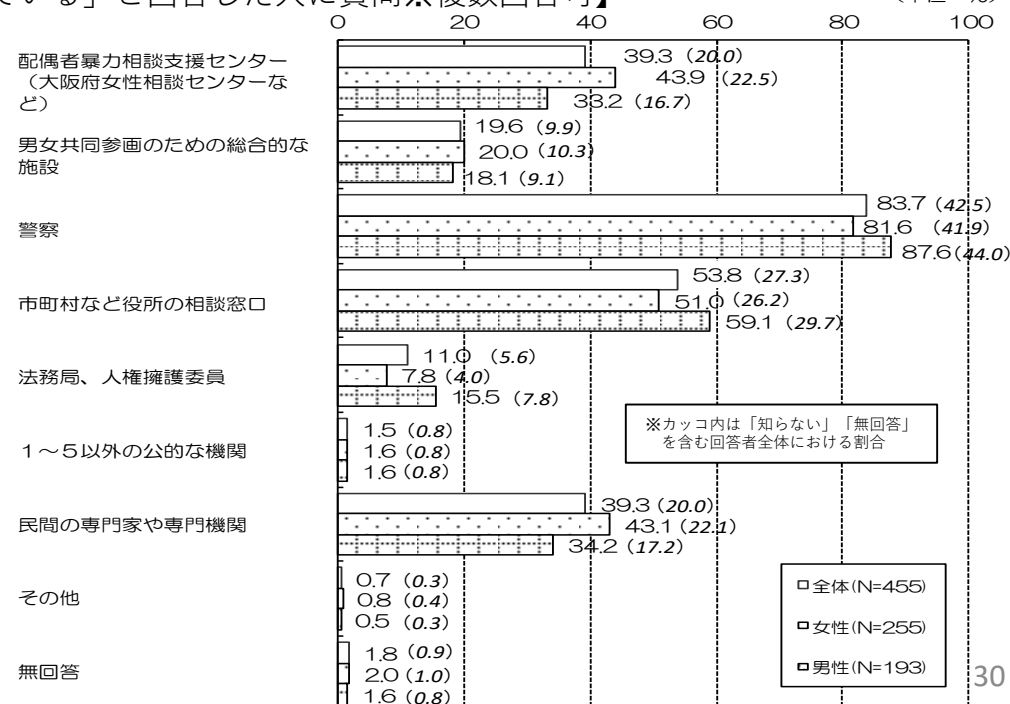 ている」と回答した人に質問※複数回答可】
0 20 40 60 80 100
配偶者暴力相談支援センター
（大阪府女性相談センターな
ど）
39.3 (20.0)
43.9 (22.5)
33.2 (16.7)
男女共同参画のための総合的な
施設
19.6 (9.9)
20.0 (10.3)
18.1 (9.1)
警察
83.7 (42.5)
81.6 (41.9)
87.6 (44.0)
市町村など役所の相談窓口
53.8 (27.3)
51.0 (26.2)
59.1 (29.7)
法務局、人権擁護委員
11.0 (5.6)
7.8 (4.0)
15.5 (7.8)
※カッコ内は「知らない」「無回答」
を含む回答者全体における割合
１～５以外の公的な機関
1.5 (0.8)
1.6 (0.8)
1.6 (0.8)
民間の専門家や専門機関
39.3 (20.0)
43.1 (22.1)
34.2 (17.2)
その他
0.7 (0.3)
0.8 (0.4)
0.5 (0.3)
無回答
1.8 (0.9)
2.0 (1.0)
1.6 (0.8)
全体(N=455)
女性(N=255)
男性(N=193)
30